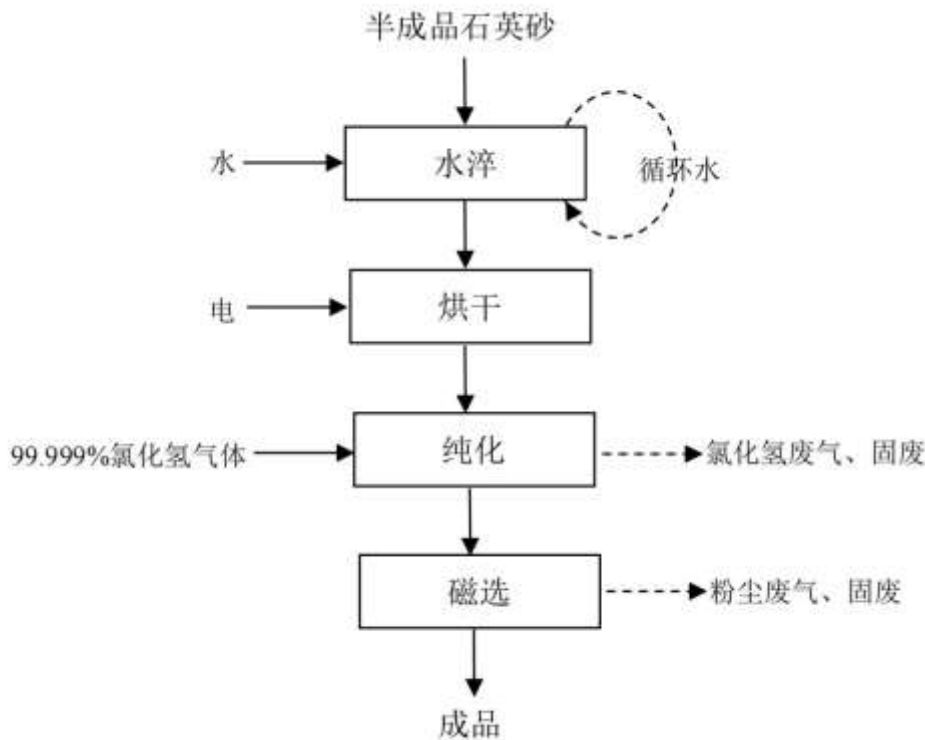 半成品石英砂
水
水淬
循环水
电
烘干
99.999%氯化氢气体
纯化
氯化氢废气、固废
磁选
粉尘废气、固废
成品